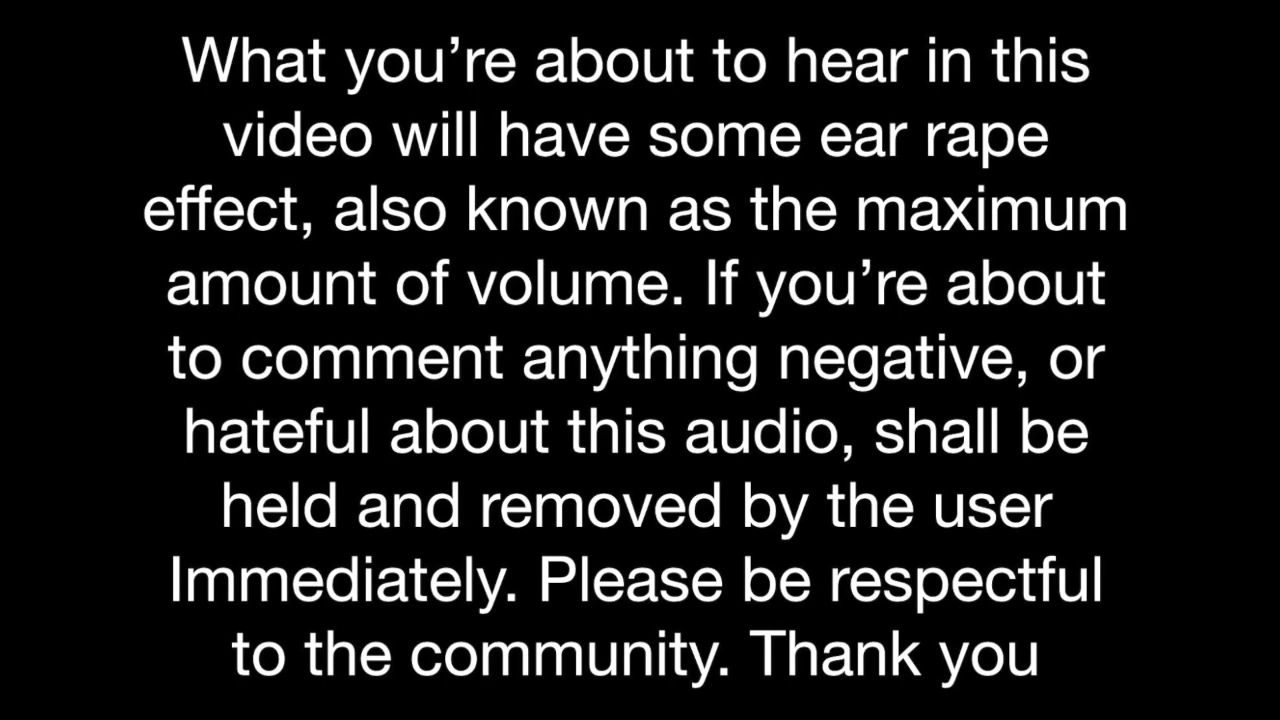 What you’re about to hear in this
video will have some ear rape
effect, also known as the maximum
amount of volume. If you’re about
to comment anything negative, or
hateful about this audio, shall be
held and removed by the user
Immediately. Please be respectful
to the community. Thank you